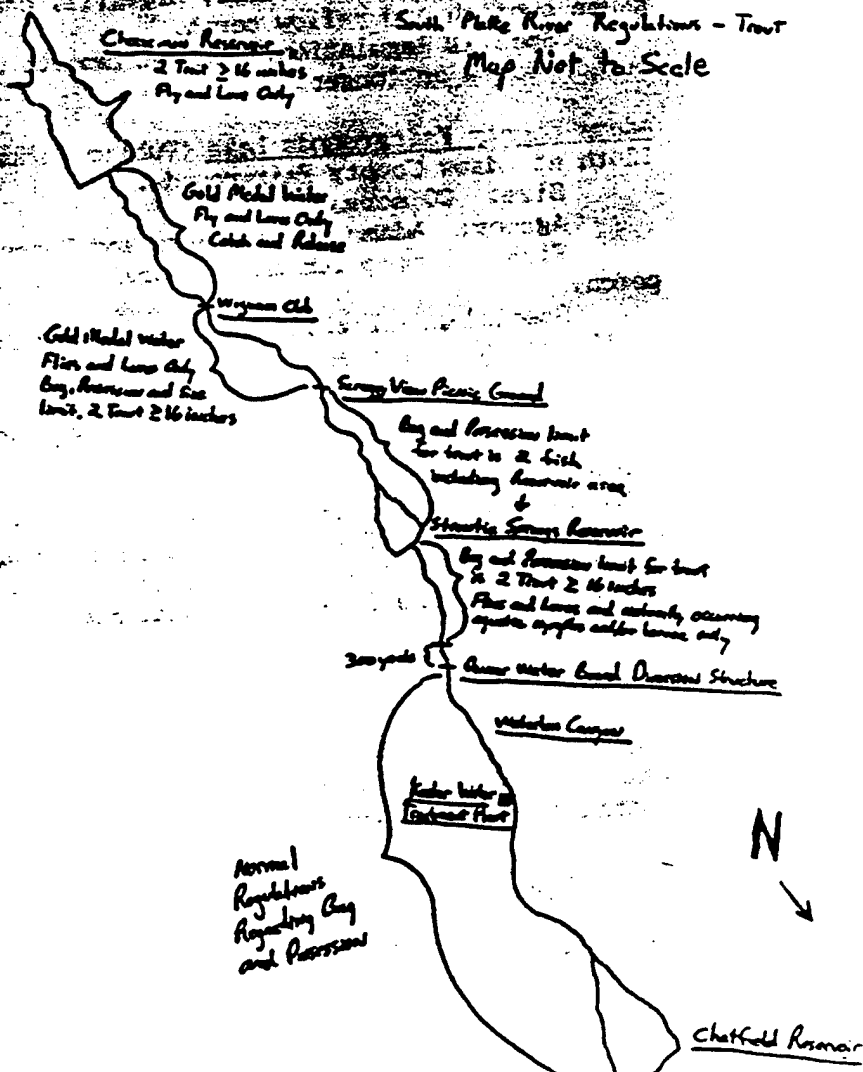 South Platte River Regulations - Trout
Map Not to Scale
Cheesman Reservoir
2 Trout ≥ 16 inches
Fly and Lure Only
Gold Medal Water
Fly and Lure Only
Catch and Release
Wigwam Club
Gold Medal Water
Flies and Lures Only
Bag, Possession and Size
limit, 2 Trout ≥ 16 inches
Scraggy View Picnic Ground
Bag and Possession limit
for trout is 2 fish
including Reservoir area
Strontia Springs Reservoir
Bag and Possession limit for trout
is 2 Trout ≥ 16 inches
Flies and Lures and naturally occurring
aquatic nymphs and/or larvae only
300 yards
Water Board Diversion Structure
Waterton Canyon
Water
Treatment Plant
Normal
Regulations
Regarding Bag
and Possession
N
Chatfield Reservoir